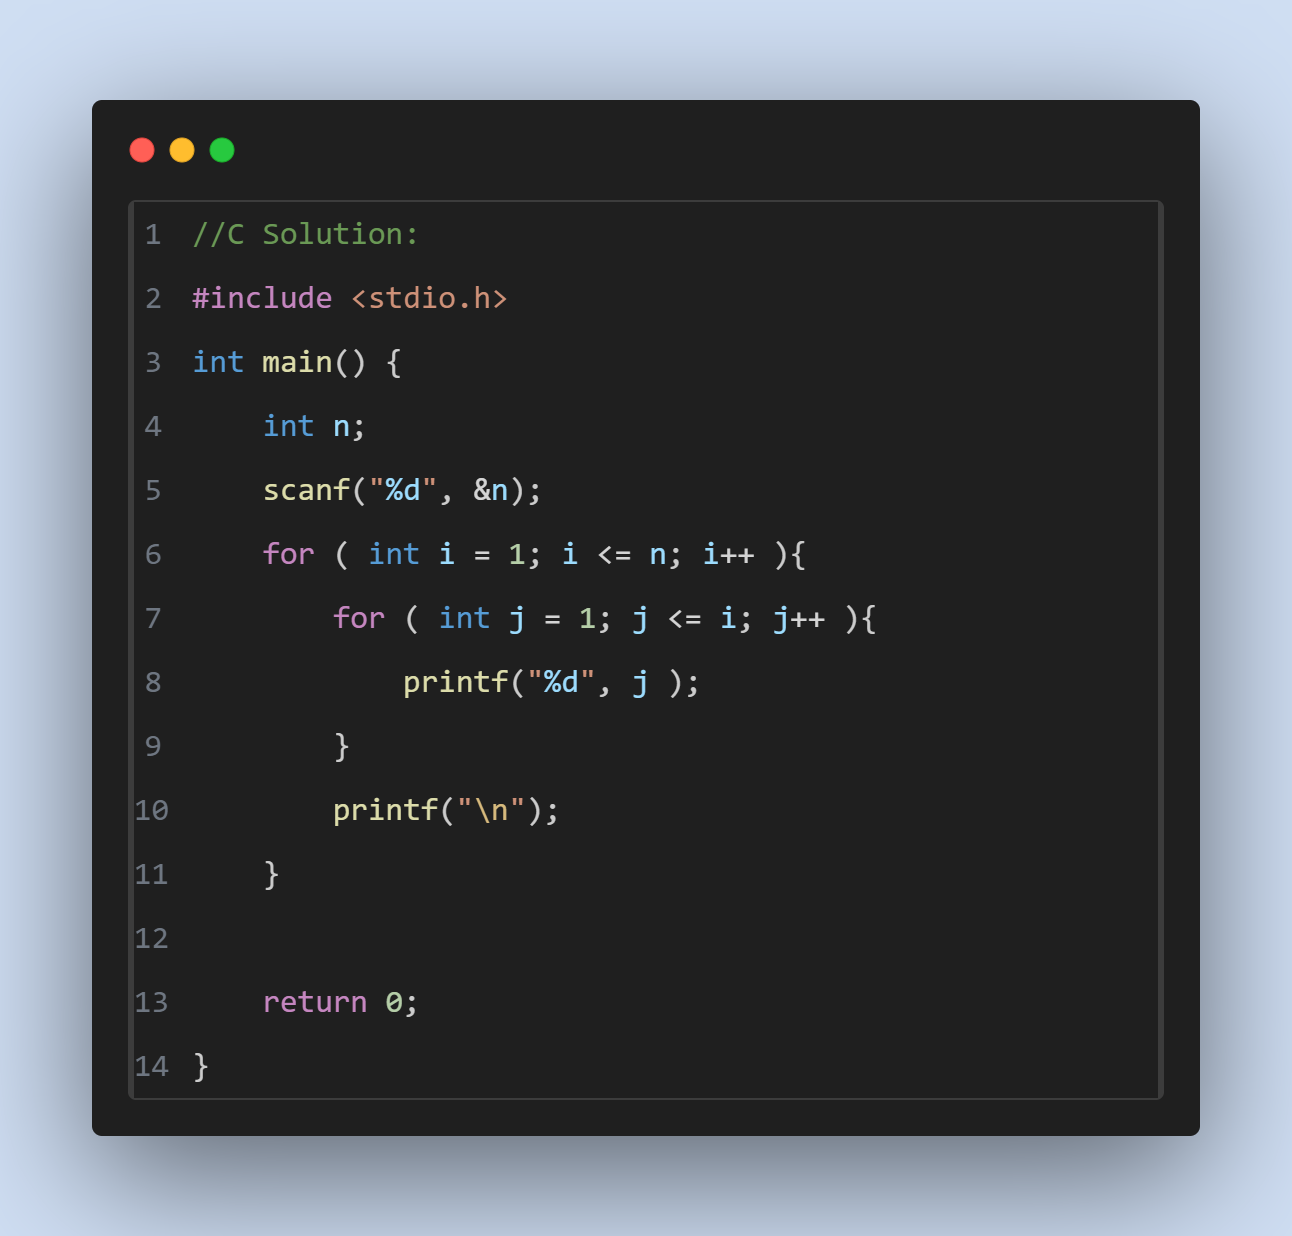 1 //C Solution:
2 #include <stdio.h>
3 int main() {
4     int n;
5     scanf("%d", &n);
6     for ( int i = 1; i <= n; i++ ){
7         for ( int j = 1; j <= i; j++ ){
8             printf("%d", j );
9         }
10         printf("\n");
11     }
12
13     return 0;
14 }